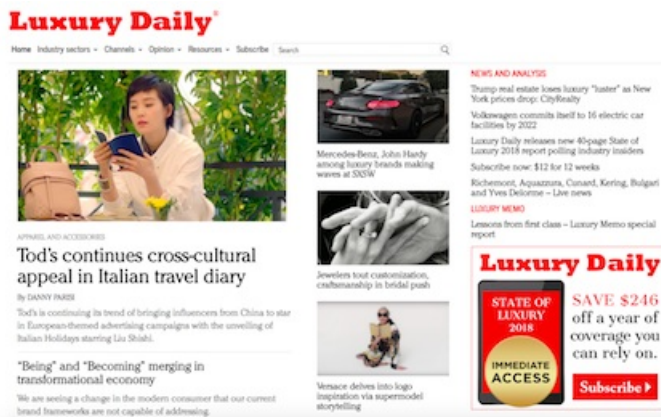 Luxury Daily®
Home Industry sectors Channels Opinion Resources Subscribe Search
APPAREL AND ACCESSORIES
Tod's continues cross-cultural
appeal in Italian travel diary
By DANNY PARISI
Tod's is continuing its trend of bringing influencers from China to star
in European-themed advertising campaigns with the unveiling of
Italian Holidays starring Liu Shishi.
"Being" and "Becoming" merging in
transformational economy
We are seeing a change in the modern consumer that our current
brand frameworks are not capable of addressing.
Mercedes-Benz, John Hardy
among luxury brands making
waves at SXSW
Jewelers tout customization,
craftsmanship in bridal push
Versace delves into logo
inspiration via supermodel
storytelling
NEWS AND ANALYSIS
Trump real estate loses luxury "luster" as New
York prices drop: CityRealty
Volkswagen commits itself to 16 electric car
facilities by 2022
Luxury Daily releases new 40-page State of
Luxury 2018 report polling industry insiders
Subscribe now: $12 for 12 weeks
Richemont, Aquazzura, Cunard, Kering, Bulgari
and Yves Delorme – Live news
LUXURY MEMO
Lessons from first class – Luxury Memo special
report
Luxury Daily
STATE OF
LUXURY
2018
IMMEDIATE
ACCESS
SAVE $246
off a year of
coverage you
can rely on.
Subscribe